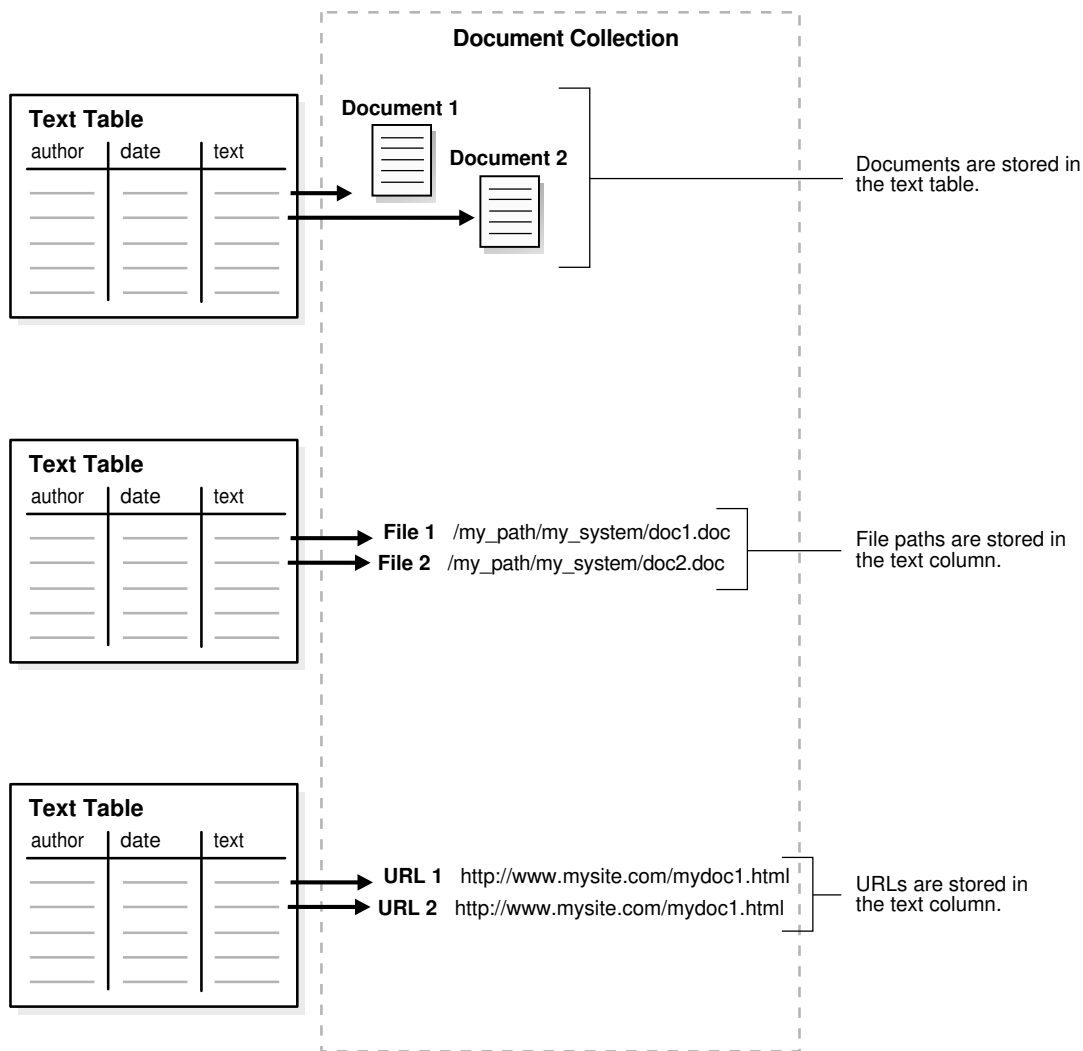 Document Collection
Text Table
author date text
Document 1
Document 2
Documents are stored in
the text table.
Text Table
author date text
File 1 /my_path/my_system/doc1.doc
File 2 /my_path/my_system/doc2.doc
File paths are stored in
the text column.
Text Table
author date text
URL 1 http://www.mysite.com/mydoc1.html
URL 2 http://www.mysite.com/mydoc1.html
URLs are stored in
the text column.